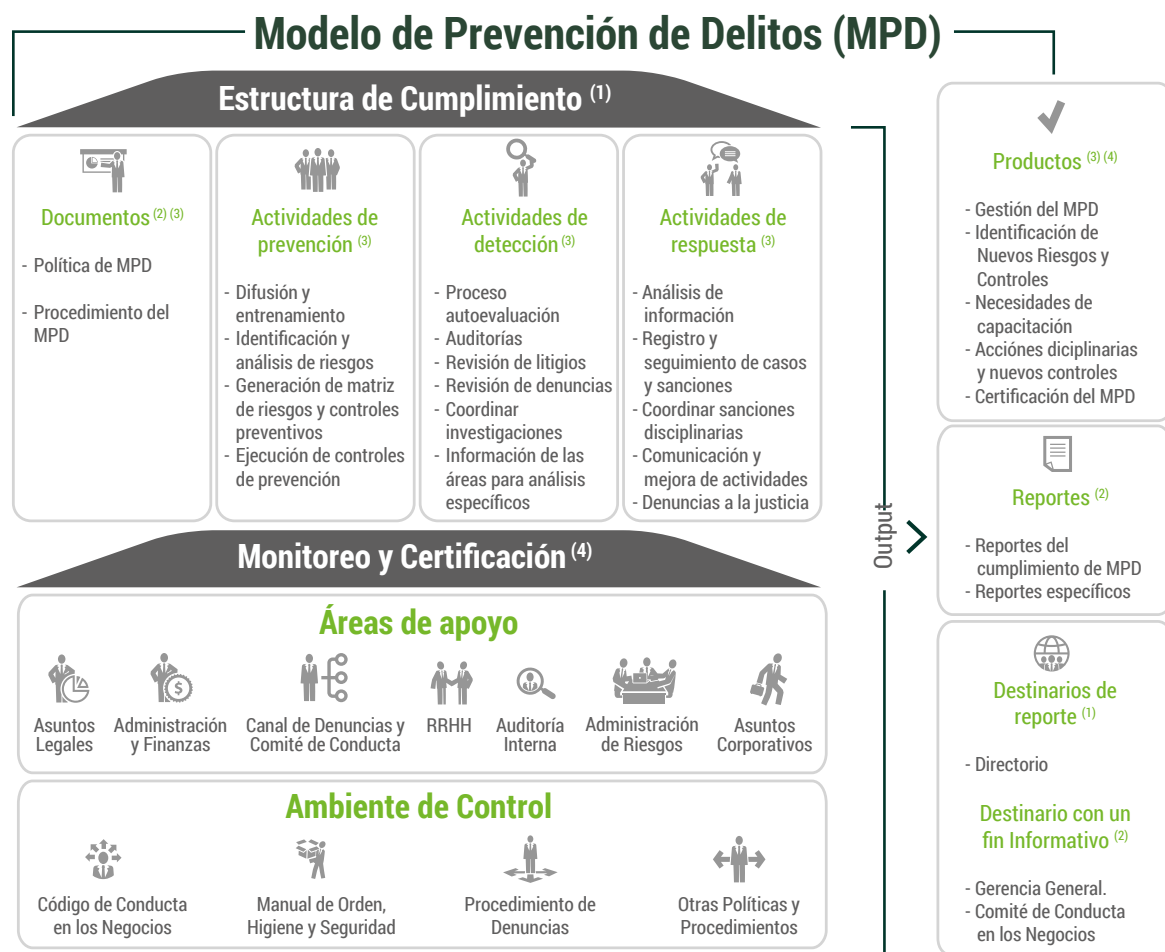 Modelo de Prevención de Delitos (MPD)
Estructura de Cumplimiento (1)
Documentos (2) (3)
- Política de MPD
- Procedimiento del
MPD
Actividades de
prevención (3)
- Difusión y
entrenamiento
- Identificación y
análisis de riesgos
- Generación de matriz
de riesgos y controles
preventivos
- Ejecución de controles
de prevención
Actividades de
detección (3)
- Proceso
autoevaluación
- Auditorías
- Revisión de litigios
- Revisión de denuncias
- Coordinar
investigaciones
- Información de las
áreas para análisis
específicos
Actividades de
respuesta (3)
- Análisis de
información
- Registro y
seguimiento de casos
y sanciones
- Coordinar sanciones
disciplinarias
- Comunicación y
mejora de actividades
- Denuncias a la justicia
Monitoreo y Certificación (4)
Áreas de apoyo
Asuntos
Legales
Administración
y Finanzas
Canal de Denuncias y
Comité de Conducta
RRHH
Auditoría
Interna
Administración
de Riesgos
Asuntos
Corporativos
Ambiente de Control
Código de Conducta
en los Negocios
Manual de Orden,
Higiene y Seguridad
Procedimiento de
Denuncias
Otras Políticas y
Procedimientos
Output
Productos (3) (4)
- Gestión del MPD
- Identificación de
Nuevos Riesgos y
Controles
- Necesidades de
capacitación
- Acciónes diciplinarias
y nuevos controles
- Certificación del MPD
Reportes (2)
- Reportes del
cumplimiento de MPD
- Reportes específicos
Destinarios de
reporte (1)
- Directorio
Destinario con un
fin Informativo (2)
- Gerencia General.
- Comité de Conducta
en los Negocios